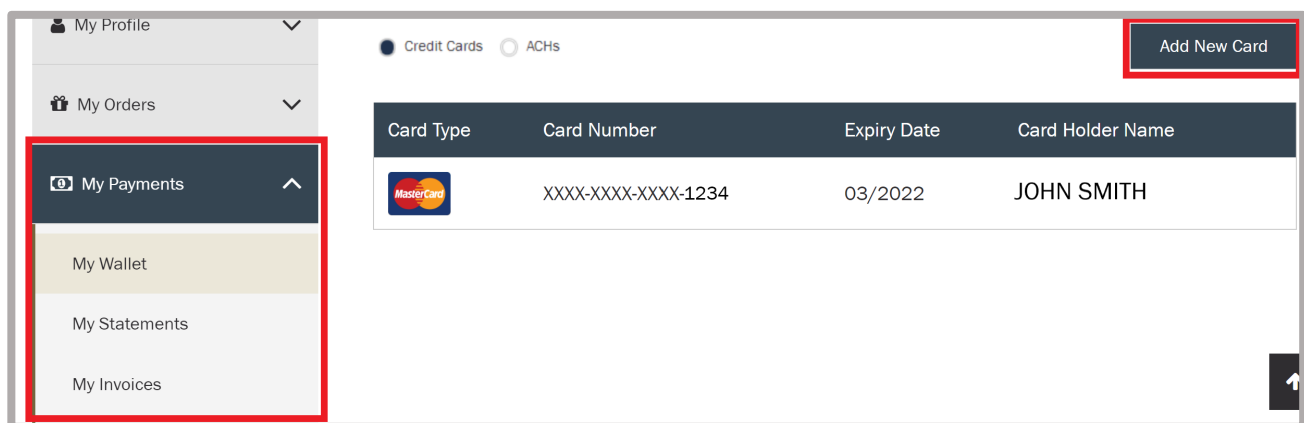 My Profile
Credit Cards ACHs
Add New Card
My Orders
Card Type Card Number Expiry Date Card Holder Name
My Payments
MasterCard XXXX-XXXX-XXXX-1234 03/2022 JOHN SMITH
My Wallet
My Statements
My Invoices